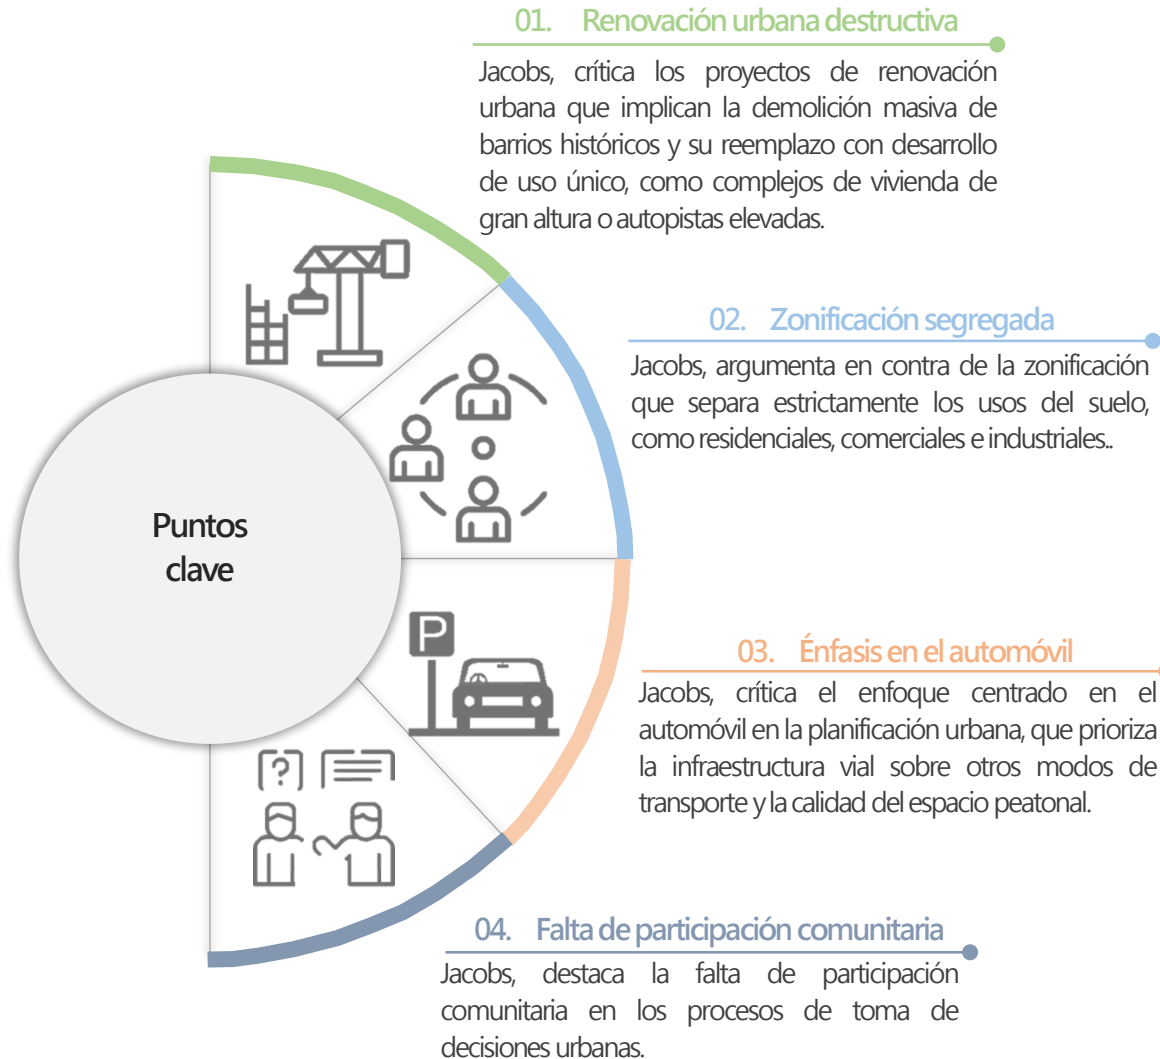 01. Renovación urbana destructiva
Jacobs, crítica los proyectos de renovación
urbana que implican la demolición masiva de
barrios históricos y su reemplazo con desarrollo
de uso único, como complejos de vivienda de
gran altura o autopistas elevadas.
02. Zonificación segregada
Jacobs, argumenta en contra de la zonificación
que separa estrictamente los usos del suelo,
como residenciales, comerciales e industriales..
Puntos
clave
P
03. Énfasis en el automóvil
Jacobs, crítica el enfoque centrado en el
automóvil en la planificación urbana, que prioriza
la infraestructura vial sobre otros modos de
transporte y la calidad del espacio peatonal.
?
04. Falta de participación comunitaria
Jacobs, destaca la falta de participación
comunitaria en los procesos de toma de
decisiones urbanas.